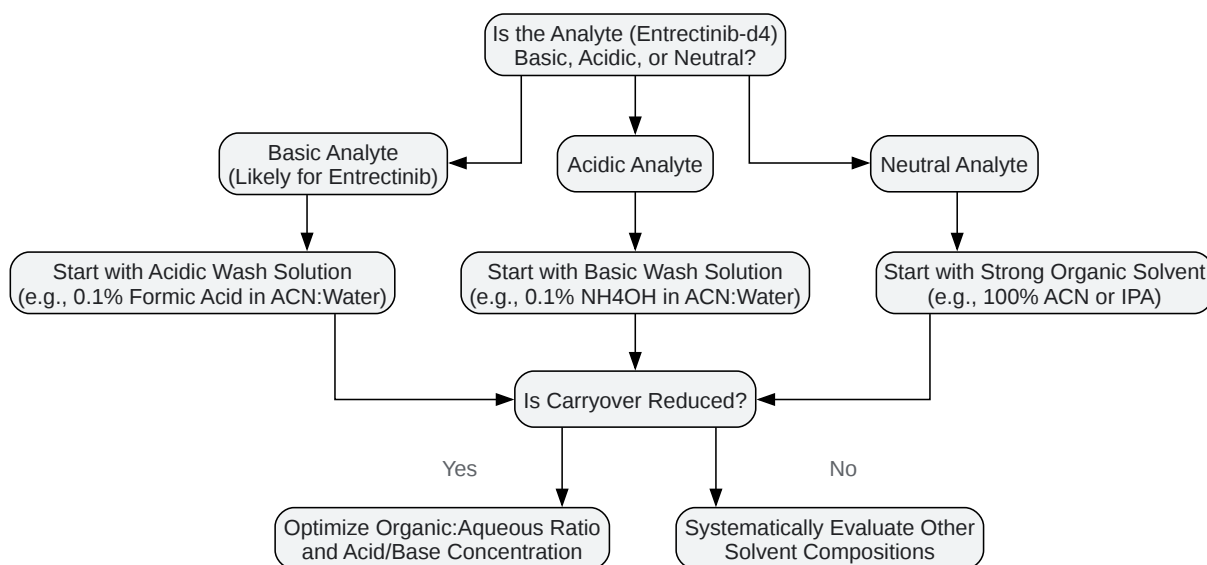 Is the Analyte (Entrectinib-d4)
Basic, Acidic, or Neutral?
Basic Analyte
(Likely for Entrectinib)
Acidic Analyte
Neutral Analyte
Start with Acidic Wash Solution
(e.g., 0.1% Formic Acid in ACN:Water)
Start with Basic Wash Solution
(e.g., 0.1% NH4OH in ACN:Water)
Start with Strong Organic Solvent
(e.g., 100% ACN or IPA)
Is Carryover Reduced?
Yes
No
Optimize Organic:Aqueous Ratio
and Acid/Base Concentration
Systematically Evaluate Other
Solvent Compositions